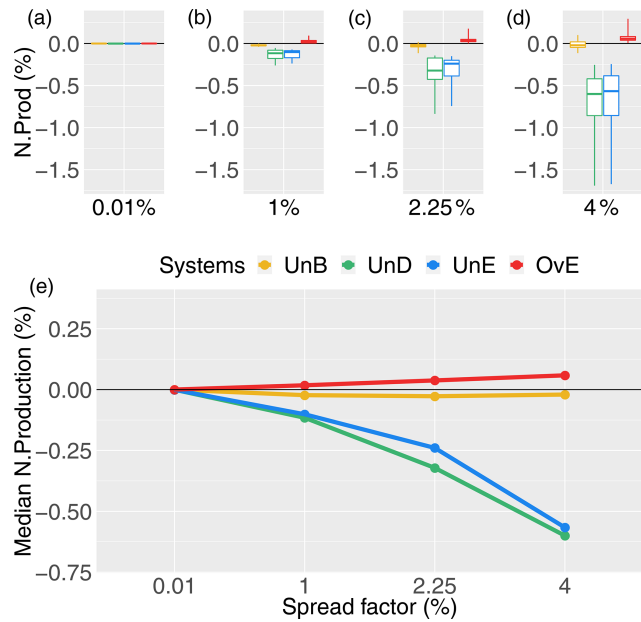 (a) (b) (c) (d)
N.Prod (%)
0.0 0.0 0.0 0.0
−0.5 −0.5 −0.5 −0.5
−1.0 −1.0 −1.0 −1.0
−1.5 −1.5 −1.5 −1.5
0.01% 1% 2.25% 4%
Systems UnB UnD UnE OvE
(e)
Median N.Production (%)
0.25
0.00
−0.25
−0.50
−0.75
0.01 1 2.25 4
Spread factor (%)